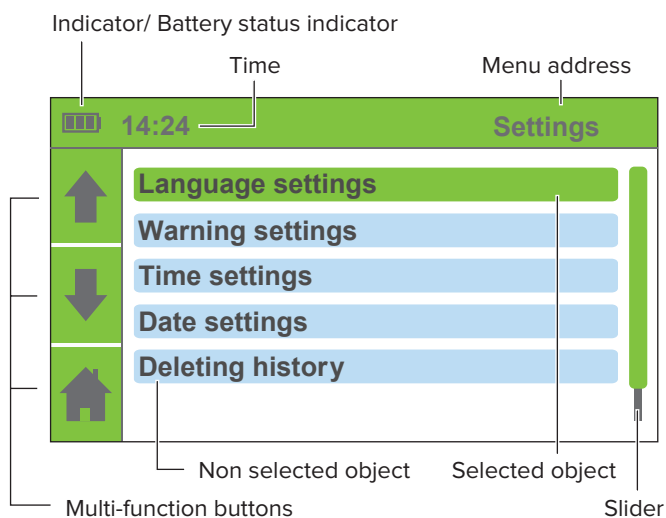 Indicator/ Battery status indicator
Time
Menu address
14:24
Settings
Language settings
Warning settings
Time settings
Date settings
Deleting history
Non selected object
Selected object
Multi-function buttons
Slider